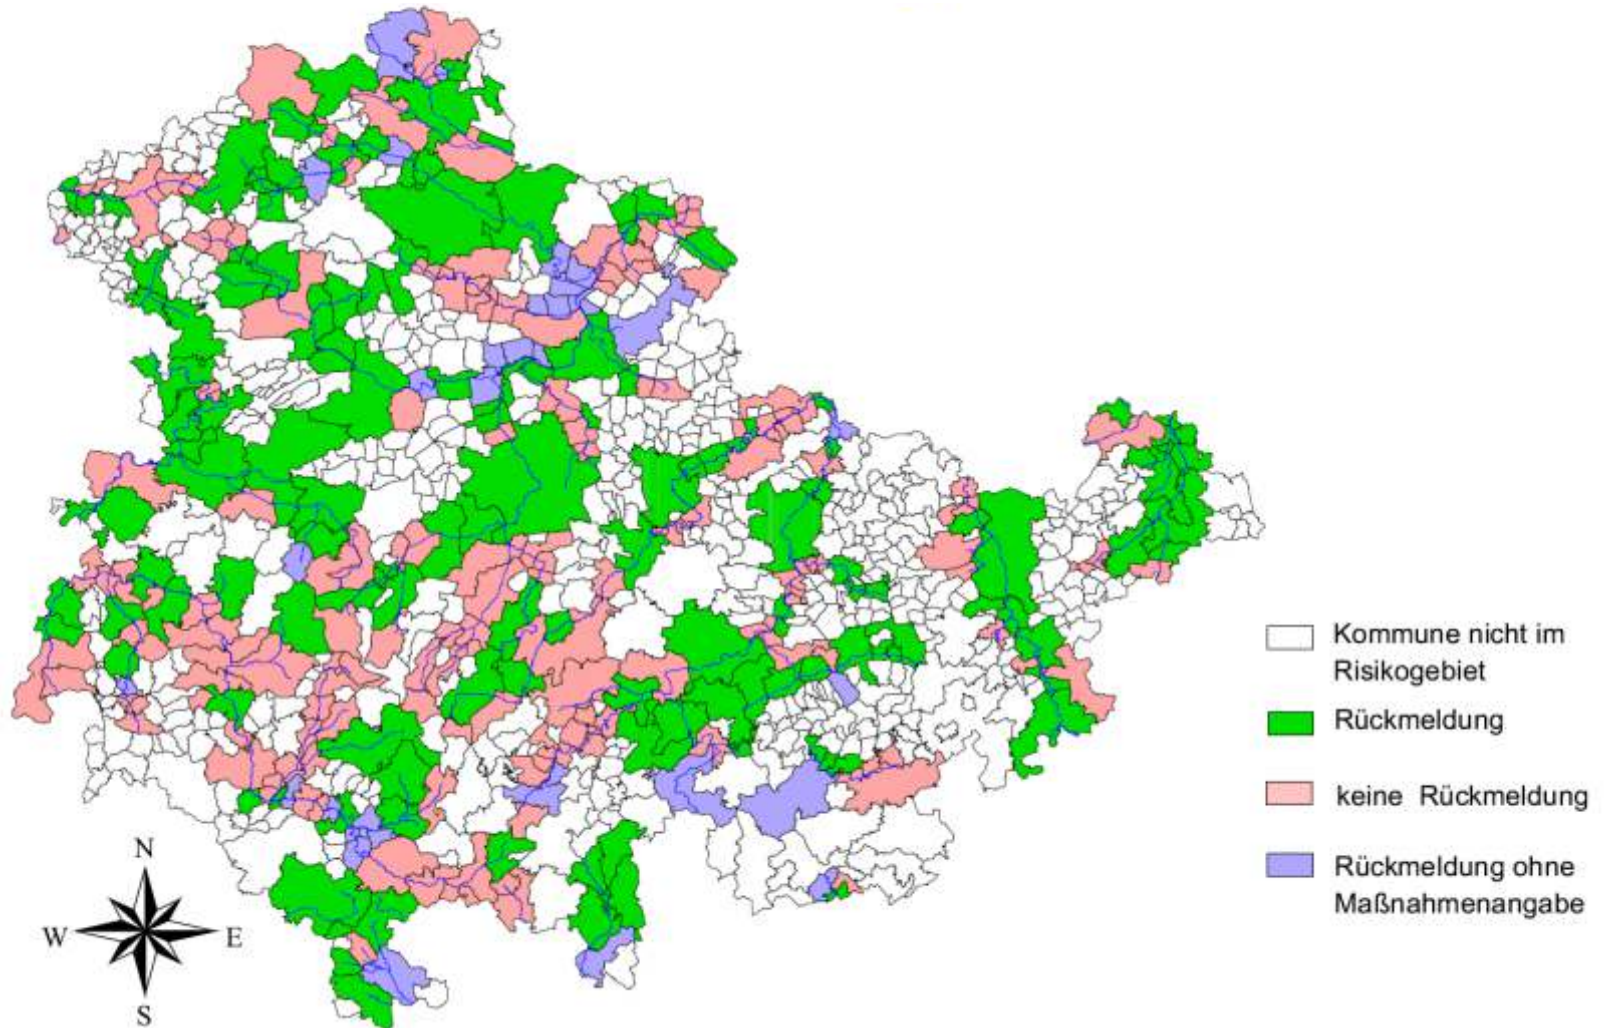 Kommune nicht im
Risikogebiet
Rückmeldung
keine Rückmeldung
Rückmeldung ohne
Maßnahmenangabe
N
W
E
S